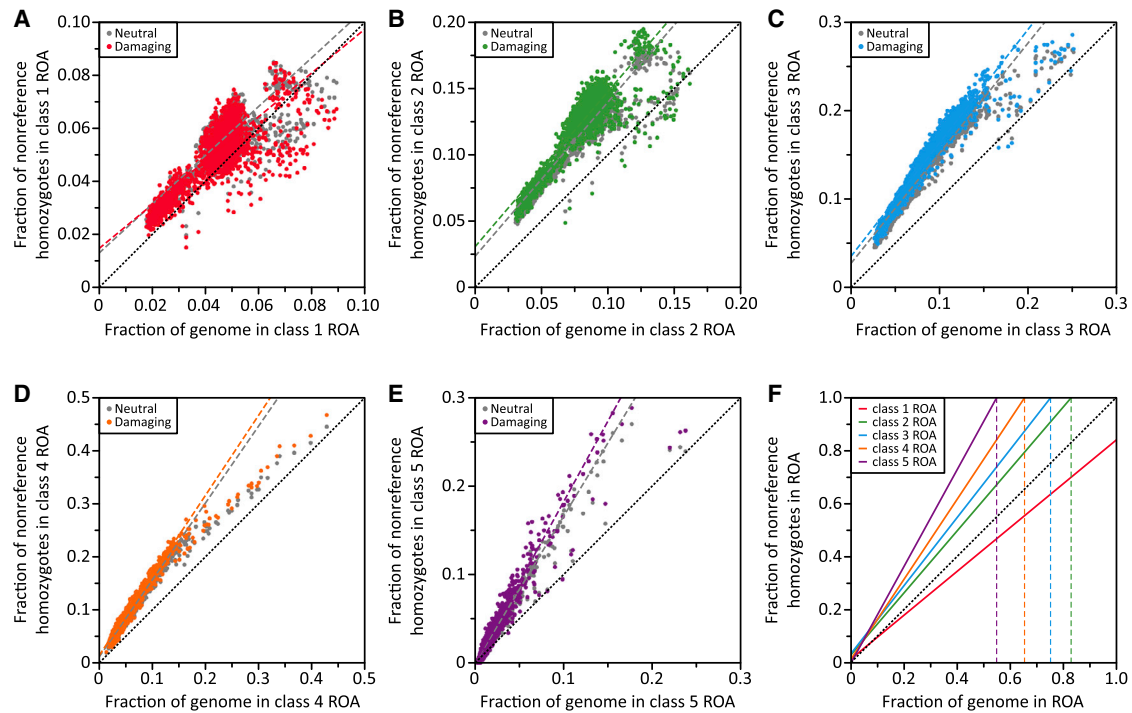 A
Neutral
Damaging
Fraction of nonreference
homozygotes in class 1 ROA
0.10
0.08
0.06
0.04
0.02
0
0
0.02
0.04
0.06
0.08
0.10
Fraction of genome in class 1 ROA
B
Neutral
Damaging
Fraction of nonreference
homozygotes in class 2 ROA
0.20
0.15
0.10
0.05
0
0
0.05
0.10
0.15
0.20
Fraction of genome in class 2 ROA
C
Neutral
Damaging
Fraction of nonreference
homozygotes in class 3 ROA
0.3
0.2
0.1
0
0
0.1
0.2
0.3
Fraction of genome in class 3 ROA
D
Neutral
Damaging
Fraction of nonreference
homozygotes in class 4 ROA
0.5
0.4
0.3
0.2
0.1
0
0
0.1
0.2
0.3
0.4
0.5
Fraction of genome in class 4 ROA
E
Neutral
Damaging
Fraction of nonreference
homozygotes in class 5 ROA
0.3
0.2
0.1
0
0
0.1
0.2
0.3
Fraction of genome in class 5 ROA
F
class 1 ROA
class 2 ROA
class 3 ROA
class 4 ROA
class 5 ROA
Fraction of nonreference
homozygotes in ROA
1.0
0.8
0.6
0.4
0.2
0
0
0.2
0.4
0.6
0.8
1.0
Fraction of genome in ROA